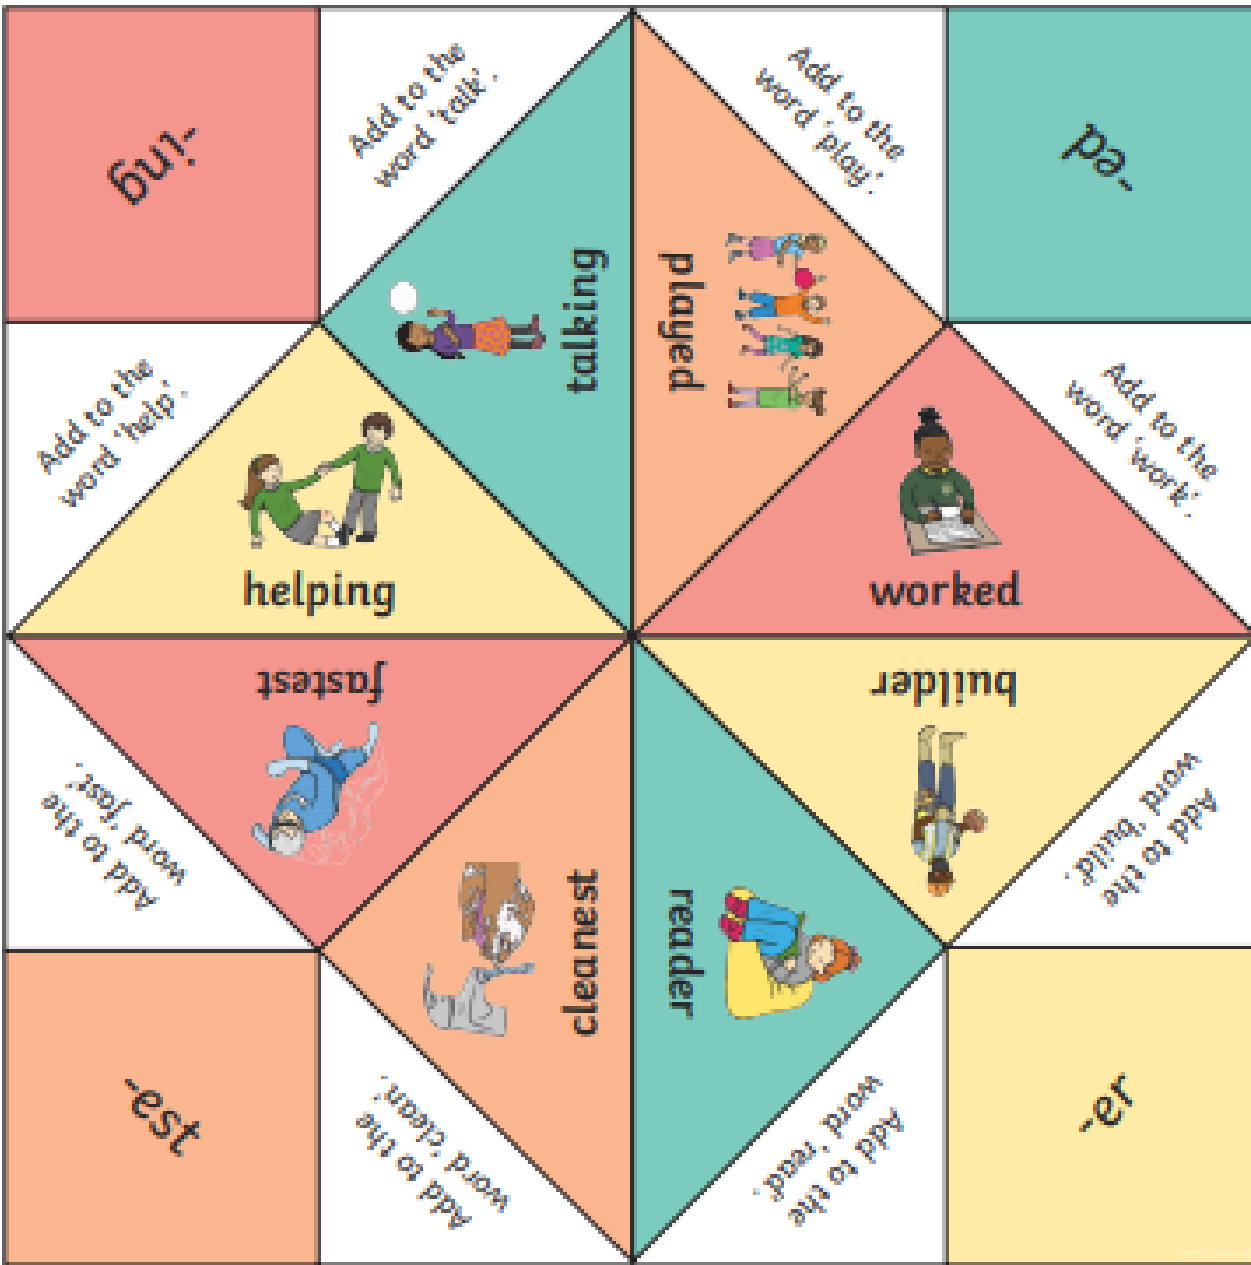 -ing
Add to the
word 'talk'.
Add to the
word 'play'.
-ed
talking
played
Add to the
word 'help'.
Add to the
word 'work'.
helping
worked
fastest
builder
Add to the
word 'fast'.
Add to the
word 'build'.
cleanest
reader
-est
Add to the
word 'clean'.
Add to the
word 'read'.
-er